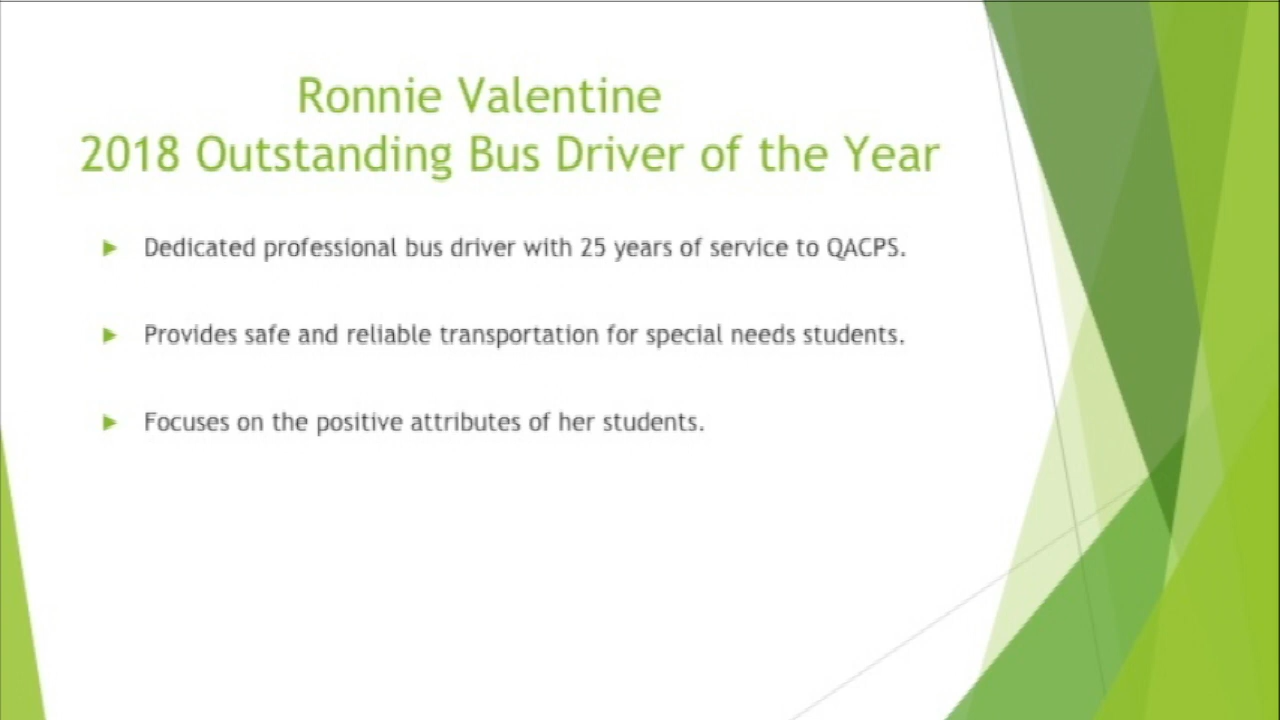 Ronnie Valentine
2018 Outstanding Bus Driver of the Year
Dedicated professional bus driver with 25 years of service to QACPS.
Provides safe and reliable transportation for special needs students.
Focuses on the positive attributes of her students.